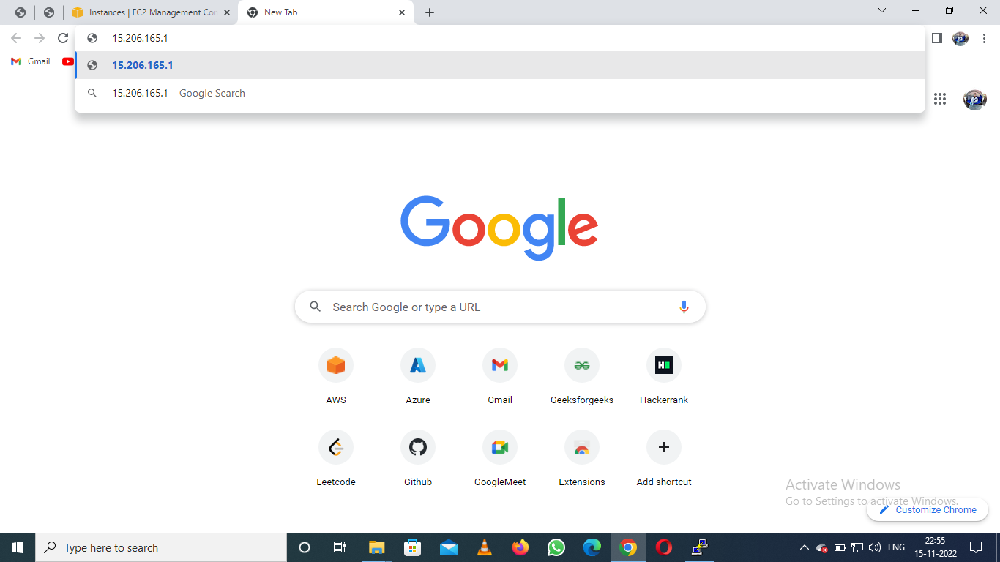 Instances | EC2 Management Con
New Tab
15.206.165.1
Gmail
15.206.165.1
15.206.165.1 - Google Search
Google
Search Google or type a URL
AWS
Azure
Gmail
Geeksforgeeks
Hackerrank
Leetcode
Github
GoogleMeet
Extensions
Add shortcut
Activate Windows
Go to Settings to activate Windows.
Customize Chrome
Type here to search
ENG
22:55
15-11-2022